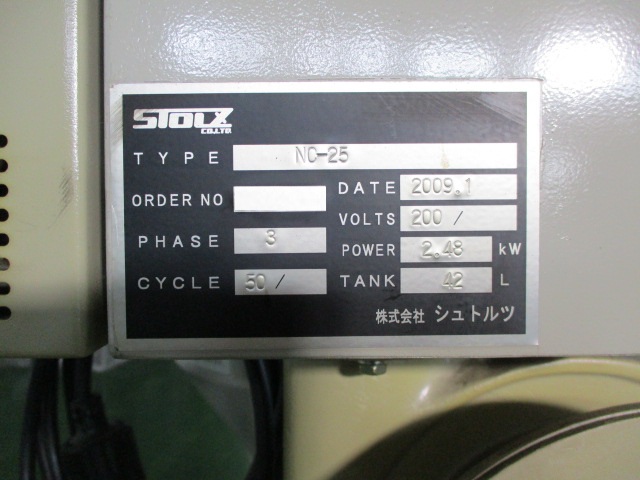 STOLZ
CO.,LTD.
TYPE NC-25
ORDER NO
DATE 2009.1
VOLTS 200 /
PHASE 3
POWER 2.48 kW
CYCLE 50 /
TANK 42 L
株式会社 シュトルツ